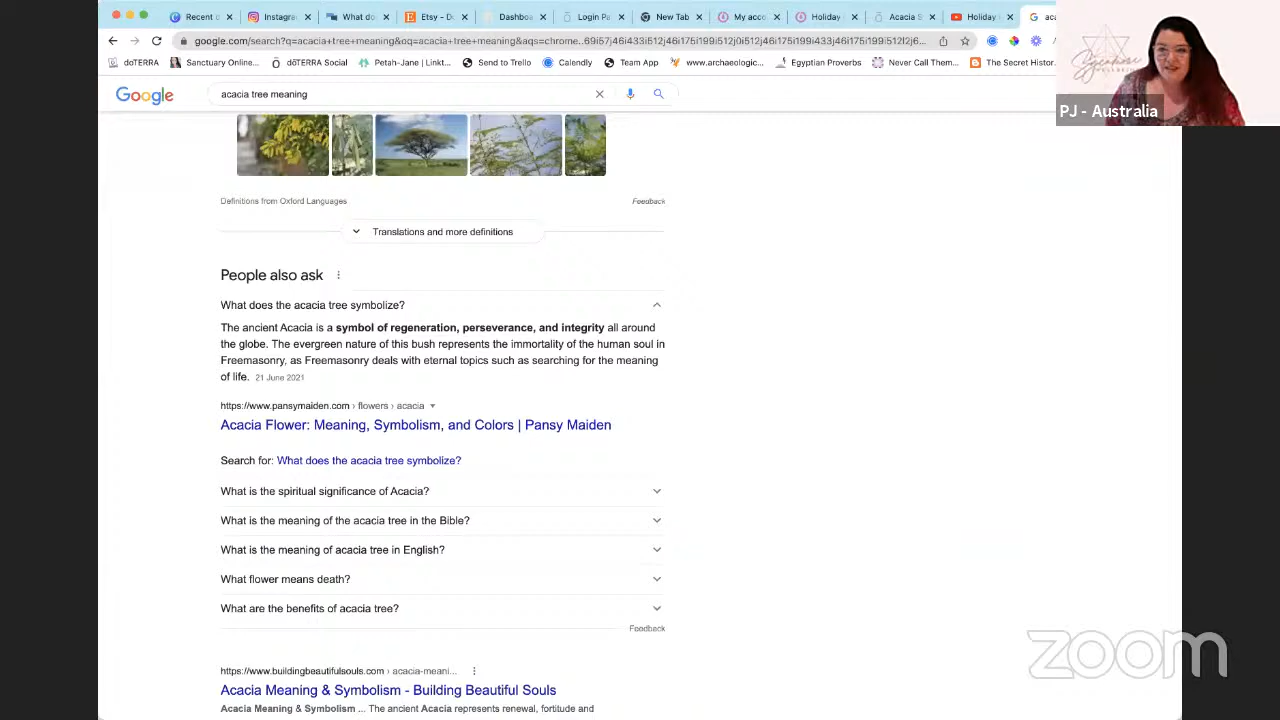 Recent c
Instagrar
What do
Etsy - D
Dashboa
Login Pa
New Tab
My acco
Holiday
Acacia S
Holiday
ac
google.com/search?q=acacia+tree+meaning&oq=acacia+tree+meaning&aqs=chrome..69i57j46i433i512j46i175i199i512j0i512j46i175i199i433j46i175i199i512l2j6...
doTERRA
Sanctuary Online...
dōTERRA Social
Petah-Jane | Linkt...
Send to Trello
Calendly
Team App
www.archaeologic...
Egyptian Proverbs
Never Call Them...
The Secret Histor
Google
acacia tree meaning
PJ - Australia
Definitions from Oxford Languages
Feedback
Translations and more definitions
People also ask
What does the acacia tree symbolize?
The ancient Acacia is a symbol of regeneration, perseverance, and integrity all around
the globe. The evergreen nature of this bush represents the immortality of the human soul in
Freemasonry, as Freemasonry deals with eternal topics such as searching for the meaning
of life. 21 June 2021
https://www.pansymaiden.com › flowers › acacia
Acacia Flower: Meaning, Symbolism, and Colors | Pansy Maiden
Search for: What does the acacia tree symbolize?
What is the spiritual significance of Acacia?
What is the meaning of the acacia tree in the Bible?
What is the meaning of acacia tree in English?
What flower means death?
What are the benefits of acacia tree?
Feedback
https://www.buildingbeautifulsouls.com › acacia-meani...
Acacia Meaning & Symbolism - Building Beautiful Souls
Acacia Meaning & Symbolism ... The ancient Acacia represents renewal, fortitude and
zoom